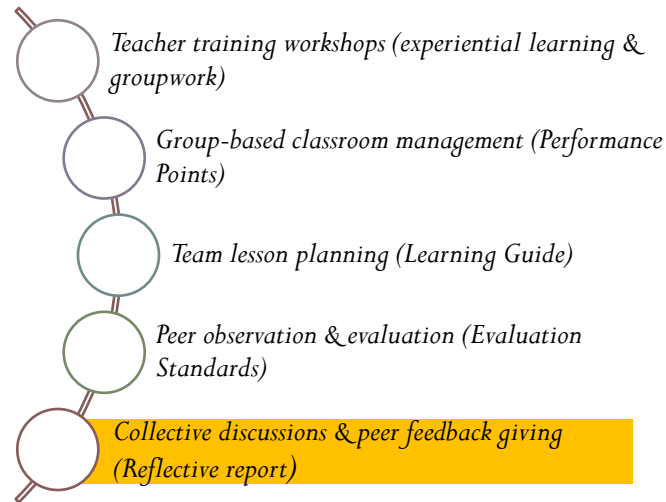 Teacher training workshops (experiential learning &
groupwork)
Group-based classroom management (Performance
Points)
Team lesson planning (Learning Guide)
Peer observation & evaluation (Evaluation
Standards)
Collective discussions & peer feedback giving
(Reflective report)